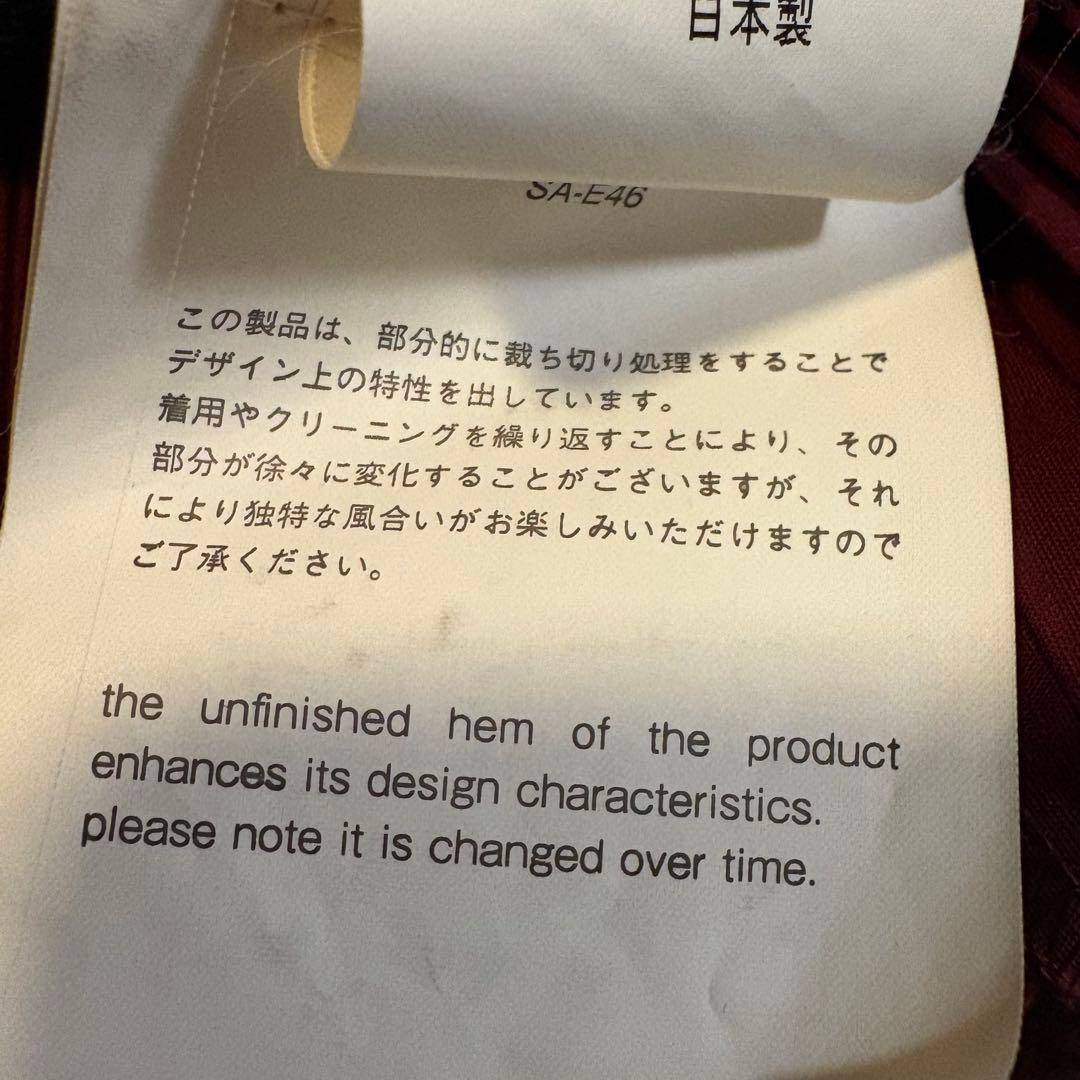 日本製
SA-E46
この製品は、部分的に裁ち切り処理をすることで
デザイン上の特性を出しています。
着用やクリーニングを繰り返すことにより、その
部分が徐々に変化することがございますが、それ
により独特な風合いがお楽しみいただけますので
ご了承ください。
the unfinished hem of the product
enhances its design characteristics.
please note it is changed over time.